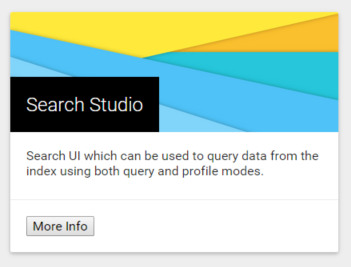 Search Studio
Search UI which can be used to query data from the
index using both query and profile modes.
More Info